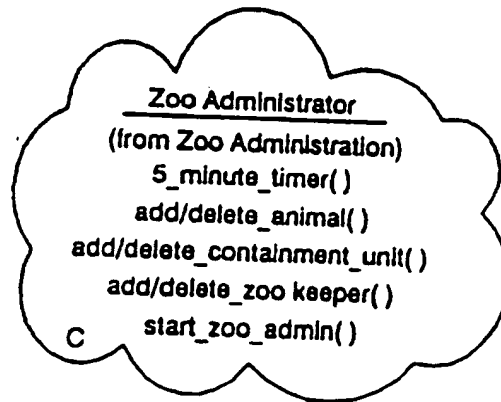 Zoo Administrator
(from Zoo Administration)
5_minute_timer( )
add/delete_animal( )
add/delete_containment_unit( )
add/delete_zoo keeper( )
start_zoo_admin( )
C